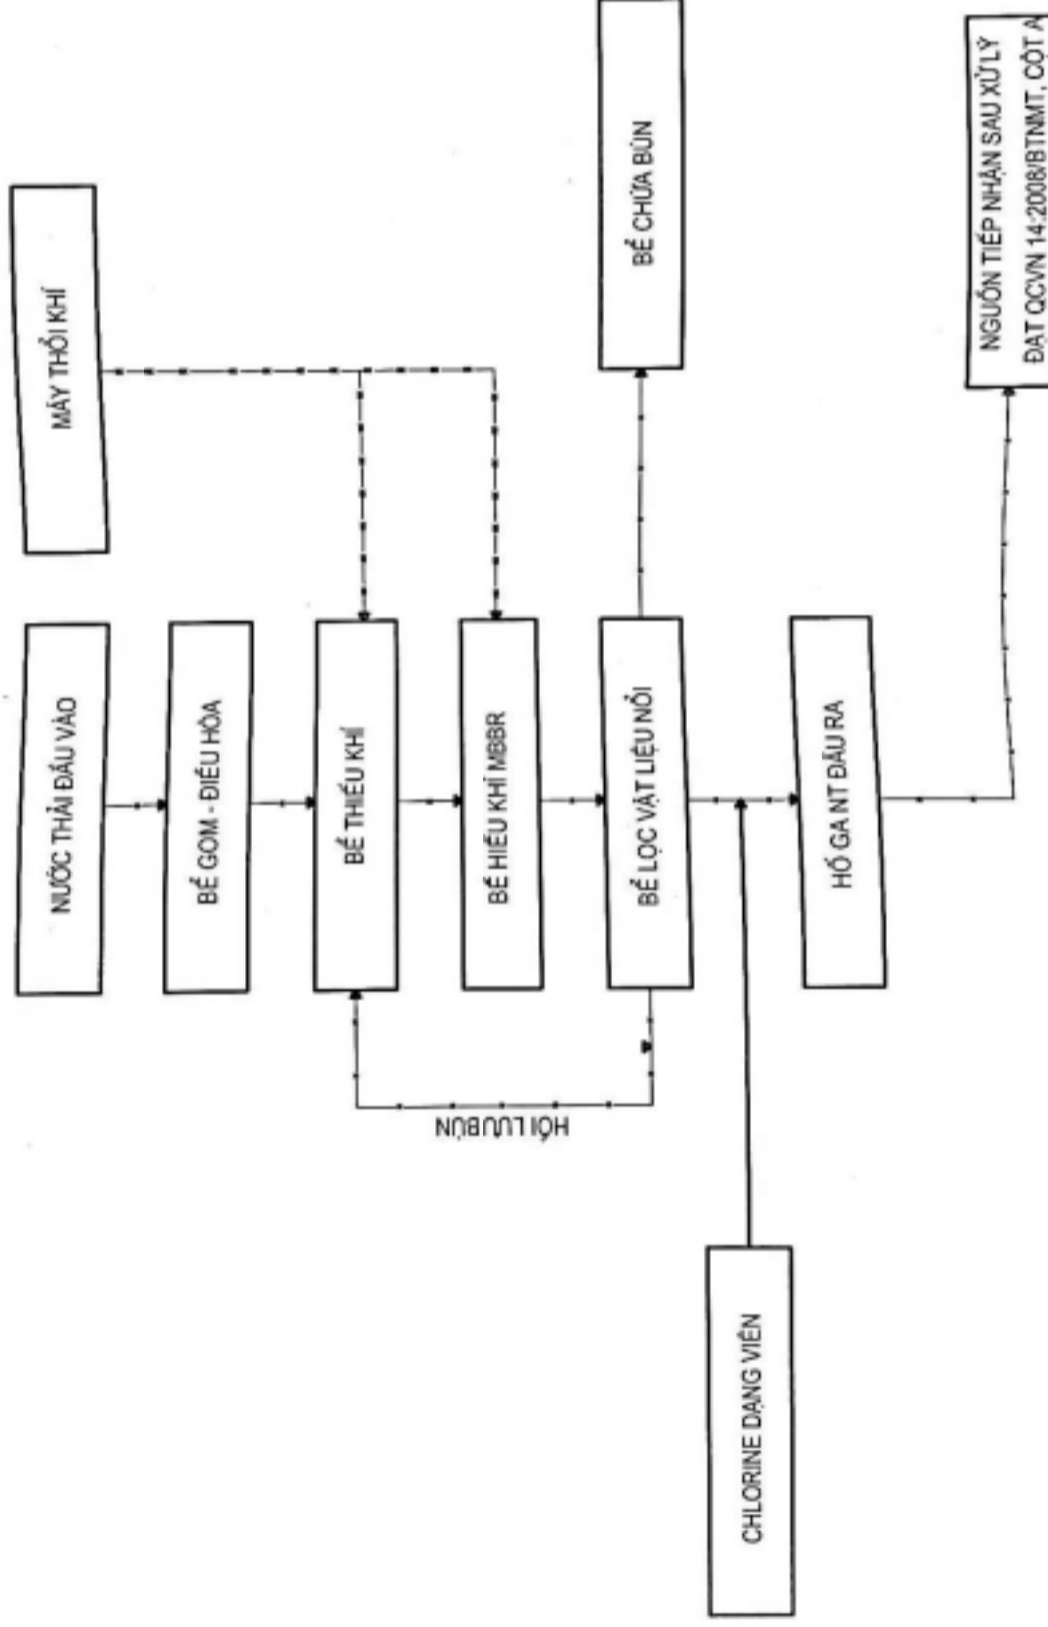 NƯỚC THẢI ĐẦU VÀO
MÁY THỔI KHÍ
BỂ GOM - ĐIỀU HÒA
BỂ THIẾU KHÍ
BỂ HIẾU KHÍ MBBR
HỒI LƯU BÙN
BỂ LỌC VẬT LIỆU NỔI
BỂ CHỨA BÙN
CHLORINE DẠNG VIÊN
HỐ GA NT ĐẦU RA
NGUỒN TIẾP NHẬN SAU XỬ LÝ
ĐẠT QCVN 14:2008/BTNMT, CỘT A